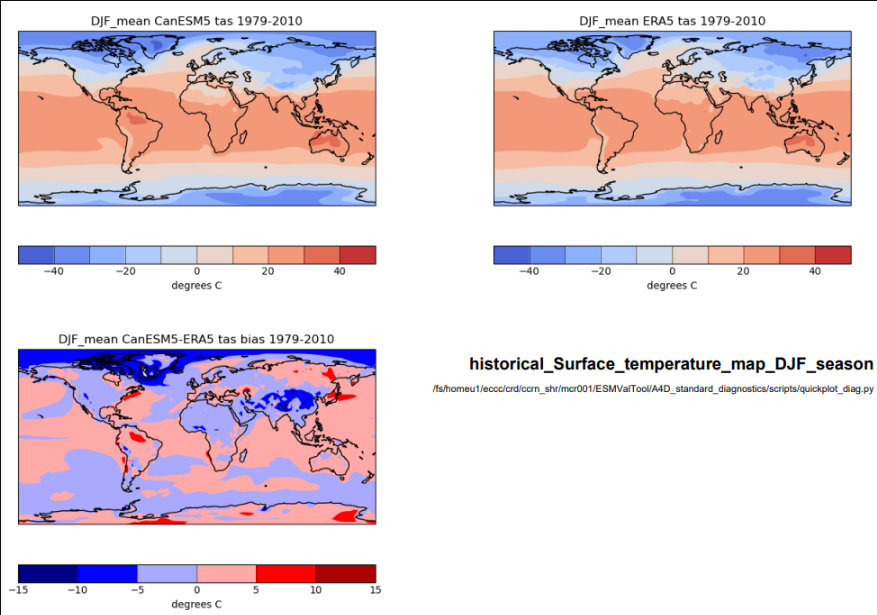 DJF_mean CanESM5 tas 1979-2010
DJF_mean ERA5 tas 1979-2010
−40 −20 0 20 40
degrees C
−40 −20 0 20 40
degrees C
DJF_mean CanESM5-ERA5 tas bias 1979-2010
historical_Surface_temperature_map_DJF_season
/fs/homeu1/eccc/crd/ccrn_shr/mcr001/ESMValTool/A4D_standard_diagnostics/scripts/quickplot_diag.py
−15 −10 −5 0 5 10 15
degrees C